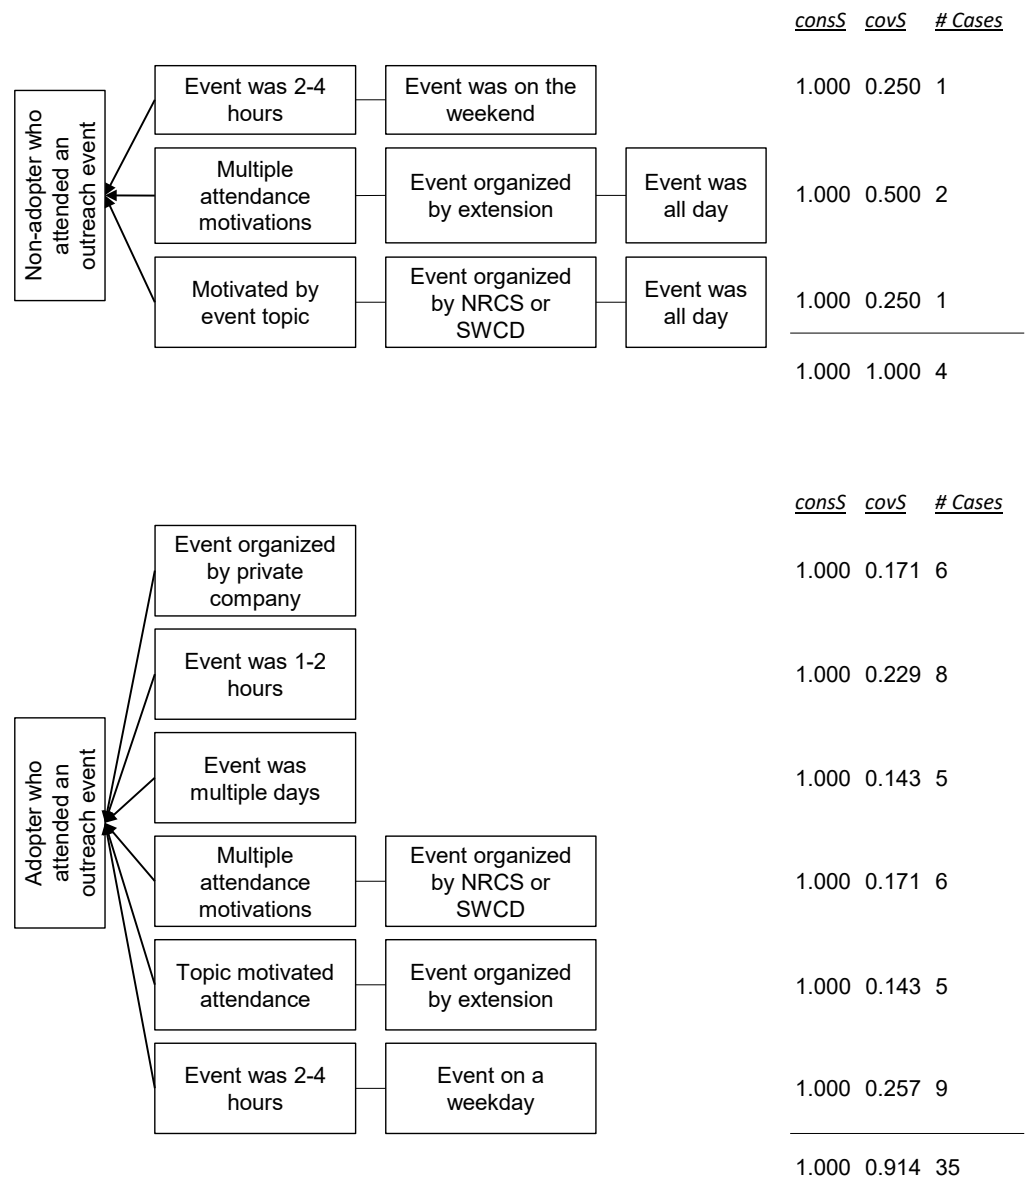 consS covS # Cases
Non-adopter who
attended an
outreach event
Event was 2-4
hours
Event was on the
weekend
1.000 0.250 1
Multiple
attendance
motivations
Event organized
by extension
Event was
all day
1.000 0.500 2
Motivated by
event topic
Event organized
by NRCS or
SWCD
Event was
all day
1.000 0.250 1
1.000 1.000 4
consS covS # Cases
Adopter who
attended an
outreach event
Event organized
by private
company
1.000 0.171 6
Event was 1-2
hours
1.000 0.229 8
Event was
multiple days
1.000 0.143 5
Multiple
attendance
motivations
Event organized
by NRCS or
SWCD
1.000 0.171 6
Topic motivated
attendance
Event organized
by extension
1.000 0.143 5
Event was 2-4
hours
Event on a
weekday
1.000 0.257 9
1.000 0.914 35